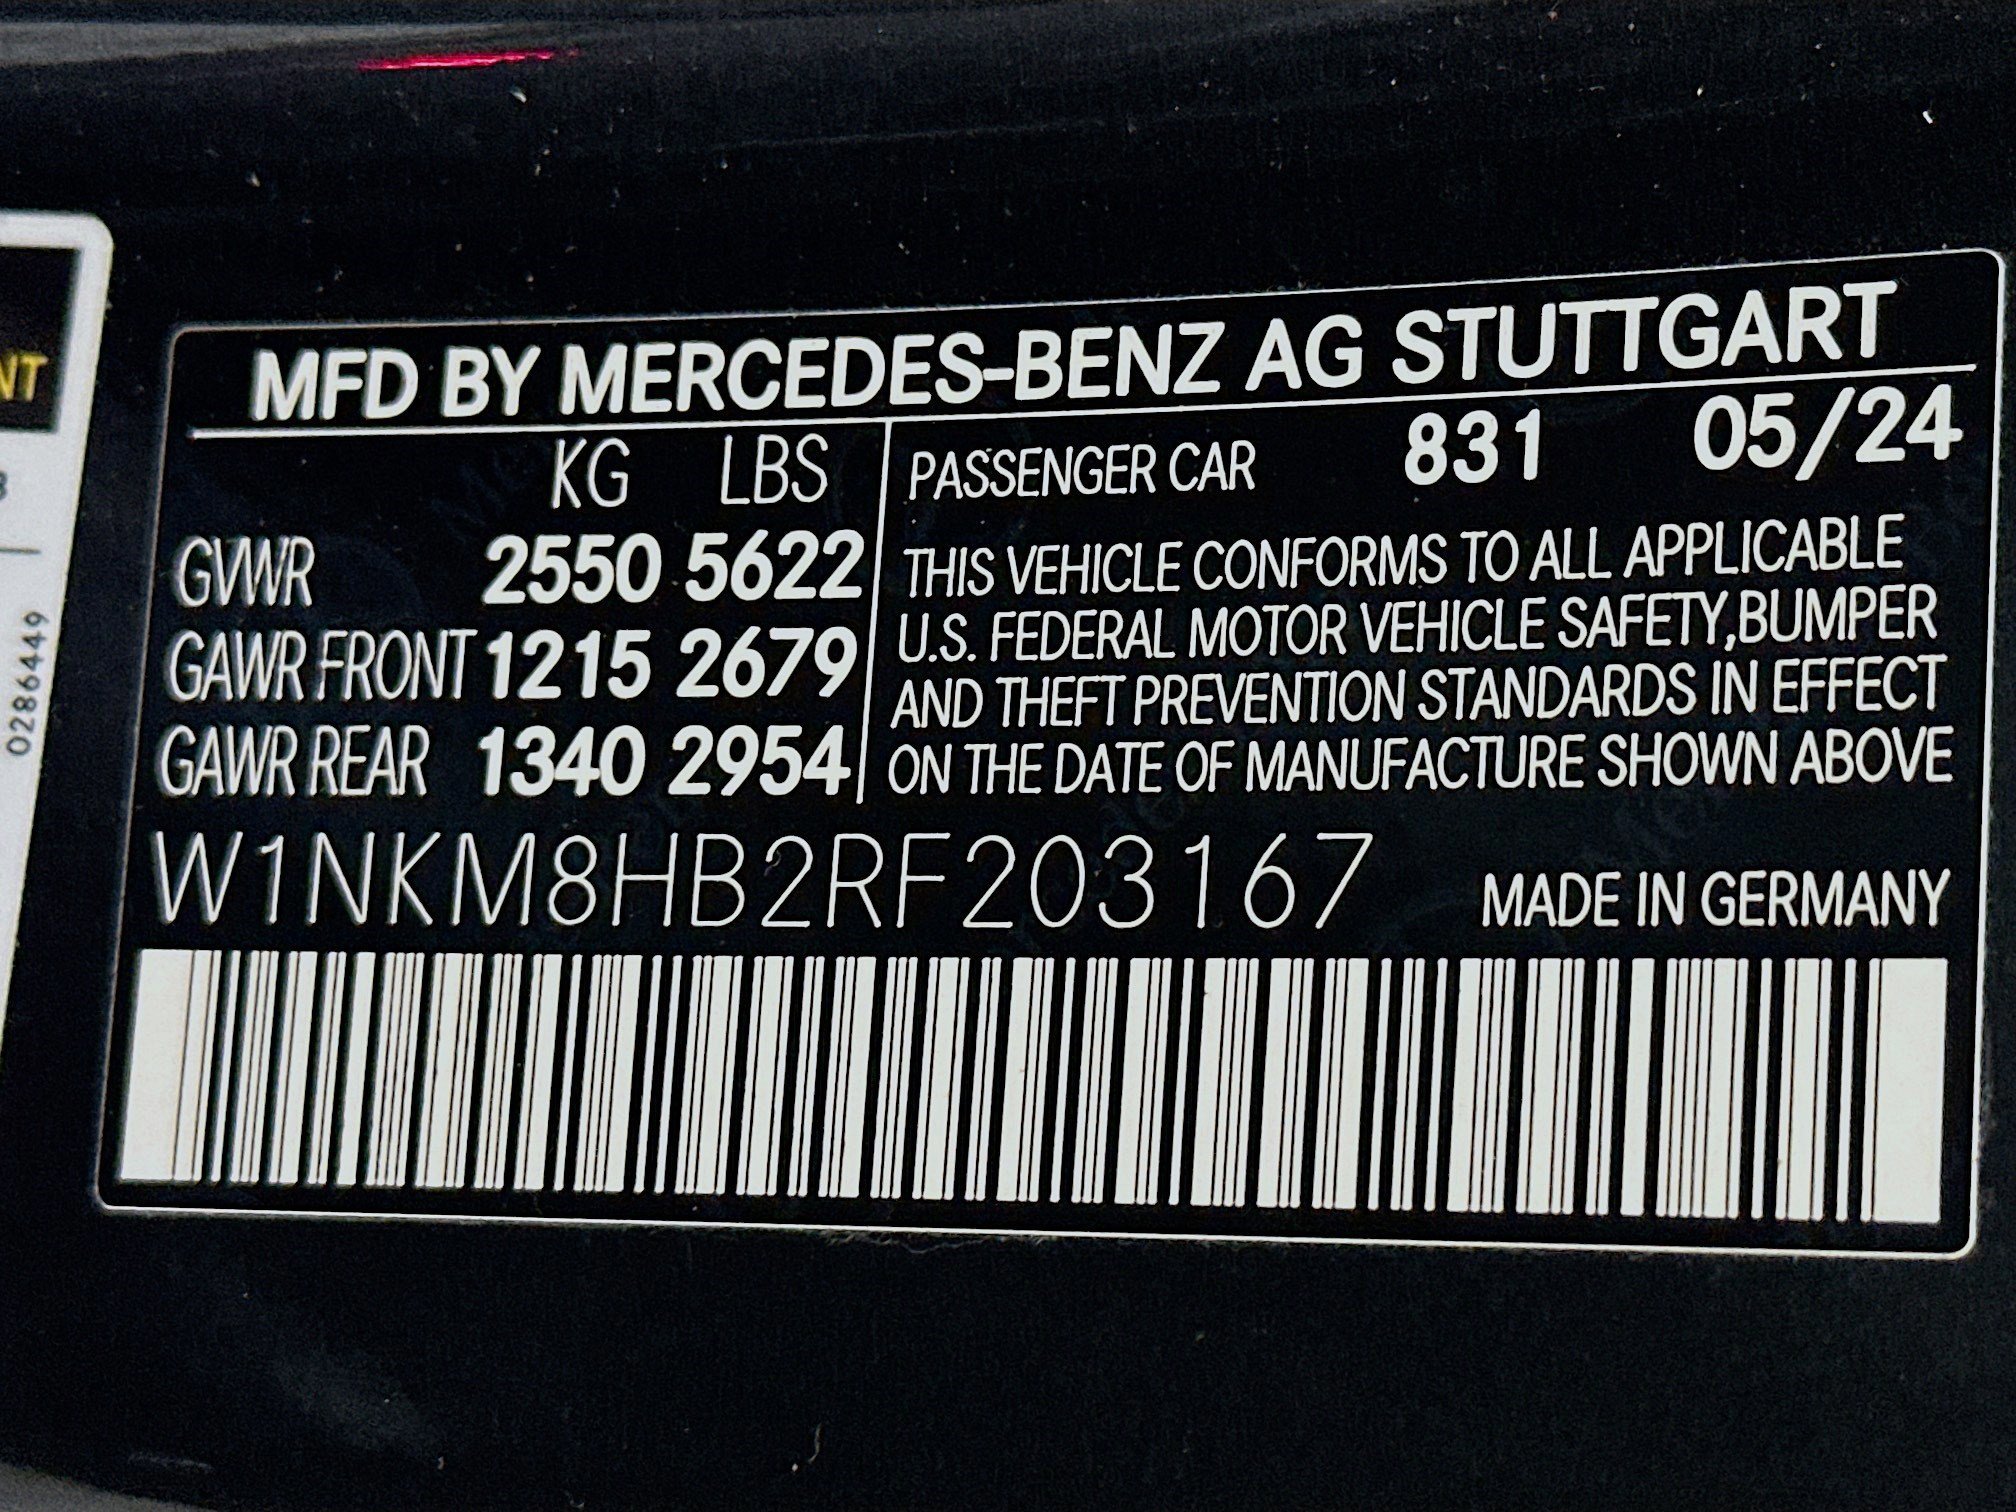 MFD BY MERCEDES-BENZ AG STUTTGART
KG LBS
GVWR 2550 5622
GAWR FRONT 1215 2679
GAWR REAR 1340 2954
PASSENGER CAR 831 05/24
THIS VEHICLE CONFORMS TO ALL APPLICABLE
U.S. FEDERAL MOTOR VEHICLE SAFETY,BUMPER
AND THEFT PREVENTION STANDARDS IN EFFECT
ON THE DATE OF MANUFACTURE SHOWN ABOVE
W1NKM8HB2RF203167
MADE IN GERMANY
0286449